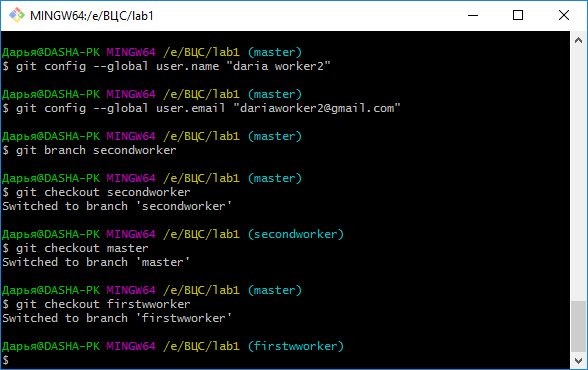 MINGW64:/e/ВЦС/lab1
Дарья@DASHA-PK MINGW64 /e/ВЦС/lab1 (master)
$ git config --global user.name "daria worker2"
Дарья@DASHA-PK MINGW64 /e/ВЦС/lab1 (master)
$ git config --global user.email "dariaworker2@gmail.com"
Дарья@DASHA-PK MINGW64 /e/ВЦС/lab1 (master)
$ git branch secondworker
Дарья@DASHA-PK MINGW64 /e/ВЦС/lab1 (master)
$ git checkout secondworker
Switched to branch 'secondworker'
Дарья@DASHA-PK MINGW64 /e/ВЦС/lab1 (secondworker)
$ git checkout master
Switched to branch 'master'
Дарья@DASHA-PK MINGW64 /e/ВЦС/lab1 (master)
$ git checkout firstwworker
Switched to branch 'firstwworker'
Дарья@DASHA-PK MINGW64 /e/ВЦС/lab1 (firstwworker)
$